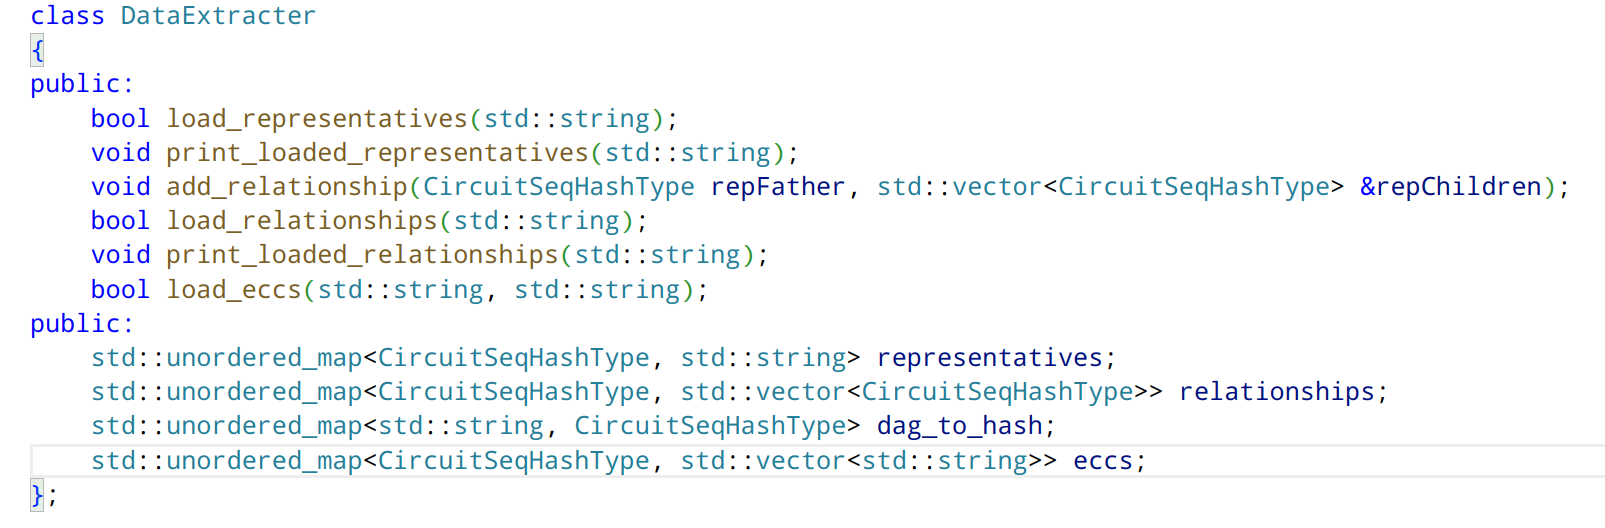 class DataExtracter
{
public:
    bool load_representatives(std::string);
    void print_loaded_representatives(std::string);
    void add_relationship(CircuitSeqHashType repFather, std::vector<CircuitSeqHashType> &repChildren);
    bool load_relationships(std::string);
    void print_loaded_relationships(std::string);
    bool load_eccs(std::string, std::string);
public:
    std::unordered_map<CircuitSeqHashType, std::string> representatives;
    std::unordered_map<CircuitSeqHashType, std::vector<CircuitSeqHashType>> relationships;
    std::unordered_map<std::string, CircuitSeqHashType> dag_to_hash;
    std::unordered_map<CircuitSeqHashType, std::vector<std::string>> eccs;
};